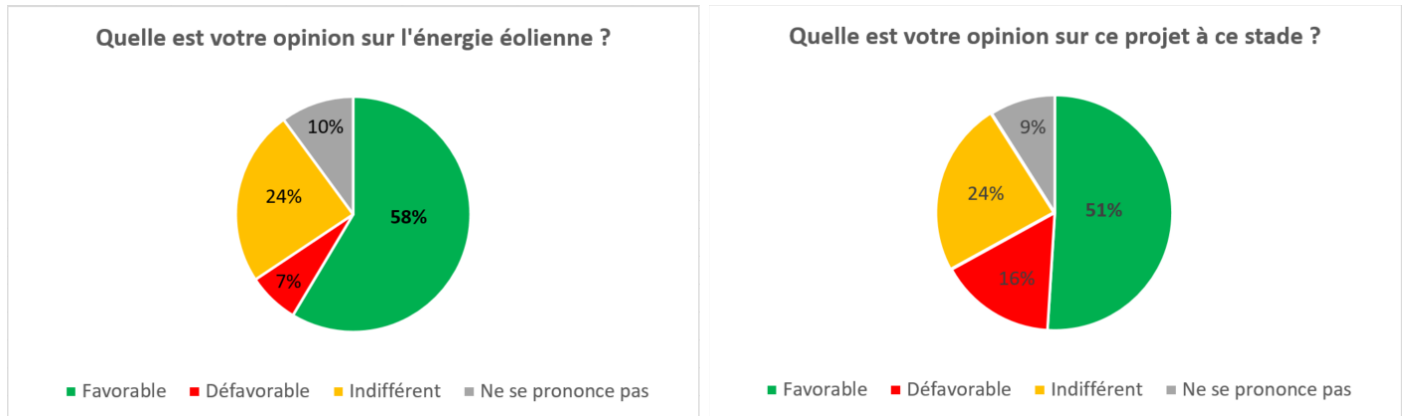 Quelle est votre opinion sur l'énergie éolienne ?
10%
24%
58%
7%
Favorable Défavorable Indifférent Ne se prononce pas
Quelle est votre opinion sur ce projet à ce stade ?
9%
24%
51%
16%
Favorable Défavorable Indifférent Ne se prononce pas